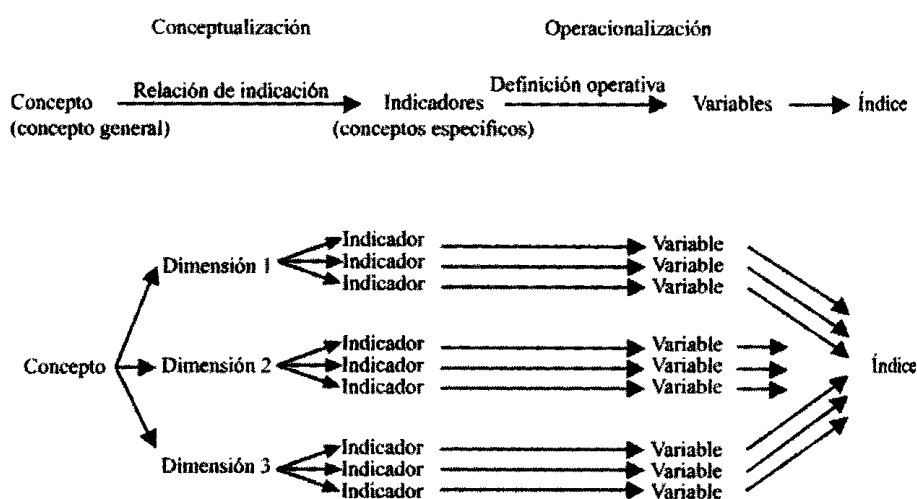 Conceptualización Operacionalización
Relación de indicación Definición operativa
Concepto Indicadores Variables Índice
(concepto general) (conceptos especificos)
Indicador Variable
Dimensión 1 Indicador Variable
Indicador Variable
Indicador Variable
Concepto Dimensión 2 Indicador Variable Índice
Indicador Variable
Indicador Variable
Dimensión 3 Indicador Variable
Indicador Variable